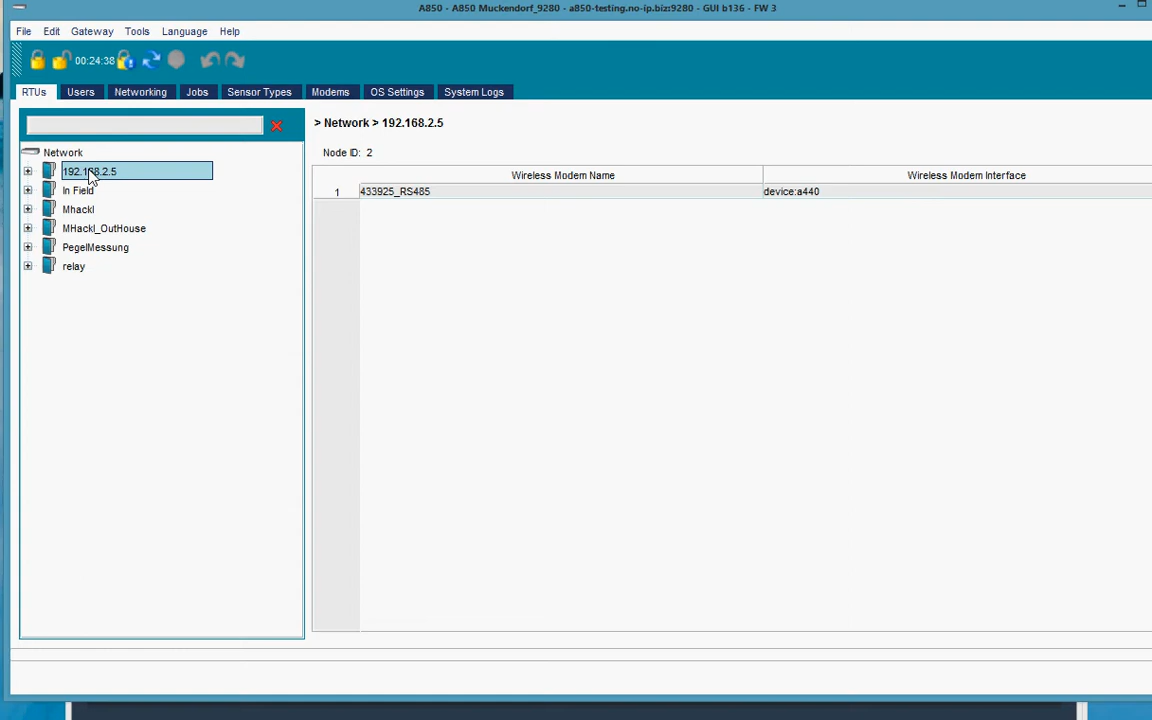 A850 - A850 Muckendorf_9280 - a850-testing.no-ip.biz:9280 - GUI b136 - FW 3
File Edit Gateway Tools Language Help
00:24:38
RTUs Users Networking Jobs Sensor Types Modems OS Settings System Logs
> Network > 192.168.2.5
Node ID: 2
Network
192.168.2.5
In Field
Mhackl
MHackl_OutHouse
PegelMessung
relay
Wireless Modem Name Wireless Modem Interface
1 433925_RS485 device:a440